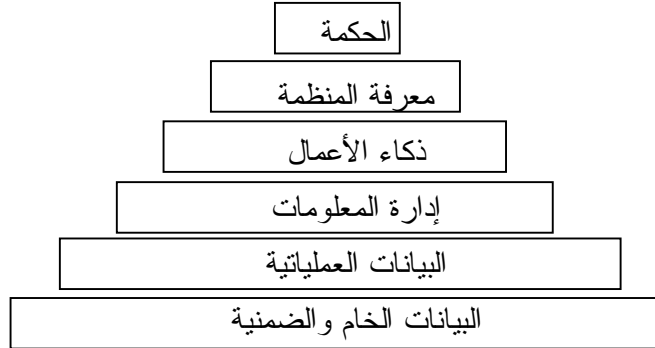 الحكمة
معرفة المنظمة
ذكاء الأعمال
إدارة المعلومات
البيانات العملياتية
البيانات الخام والضمنية